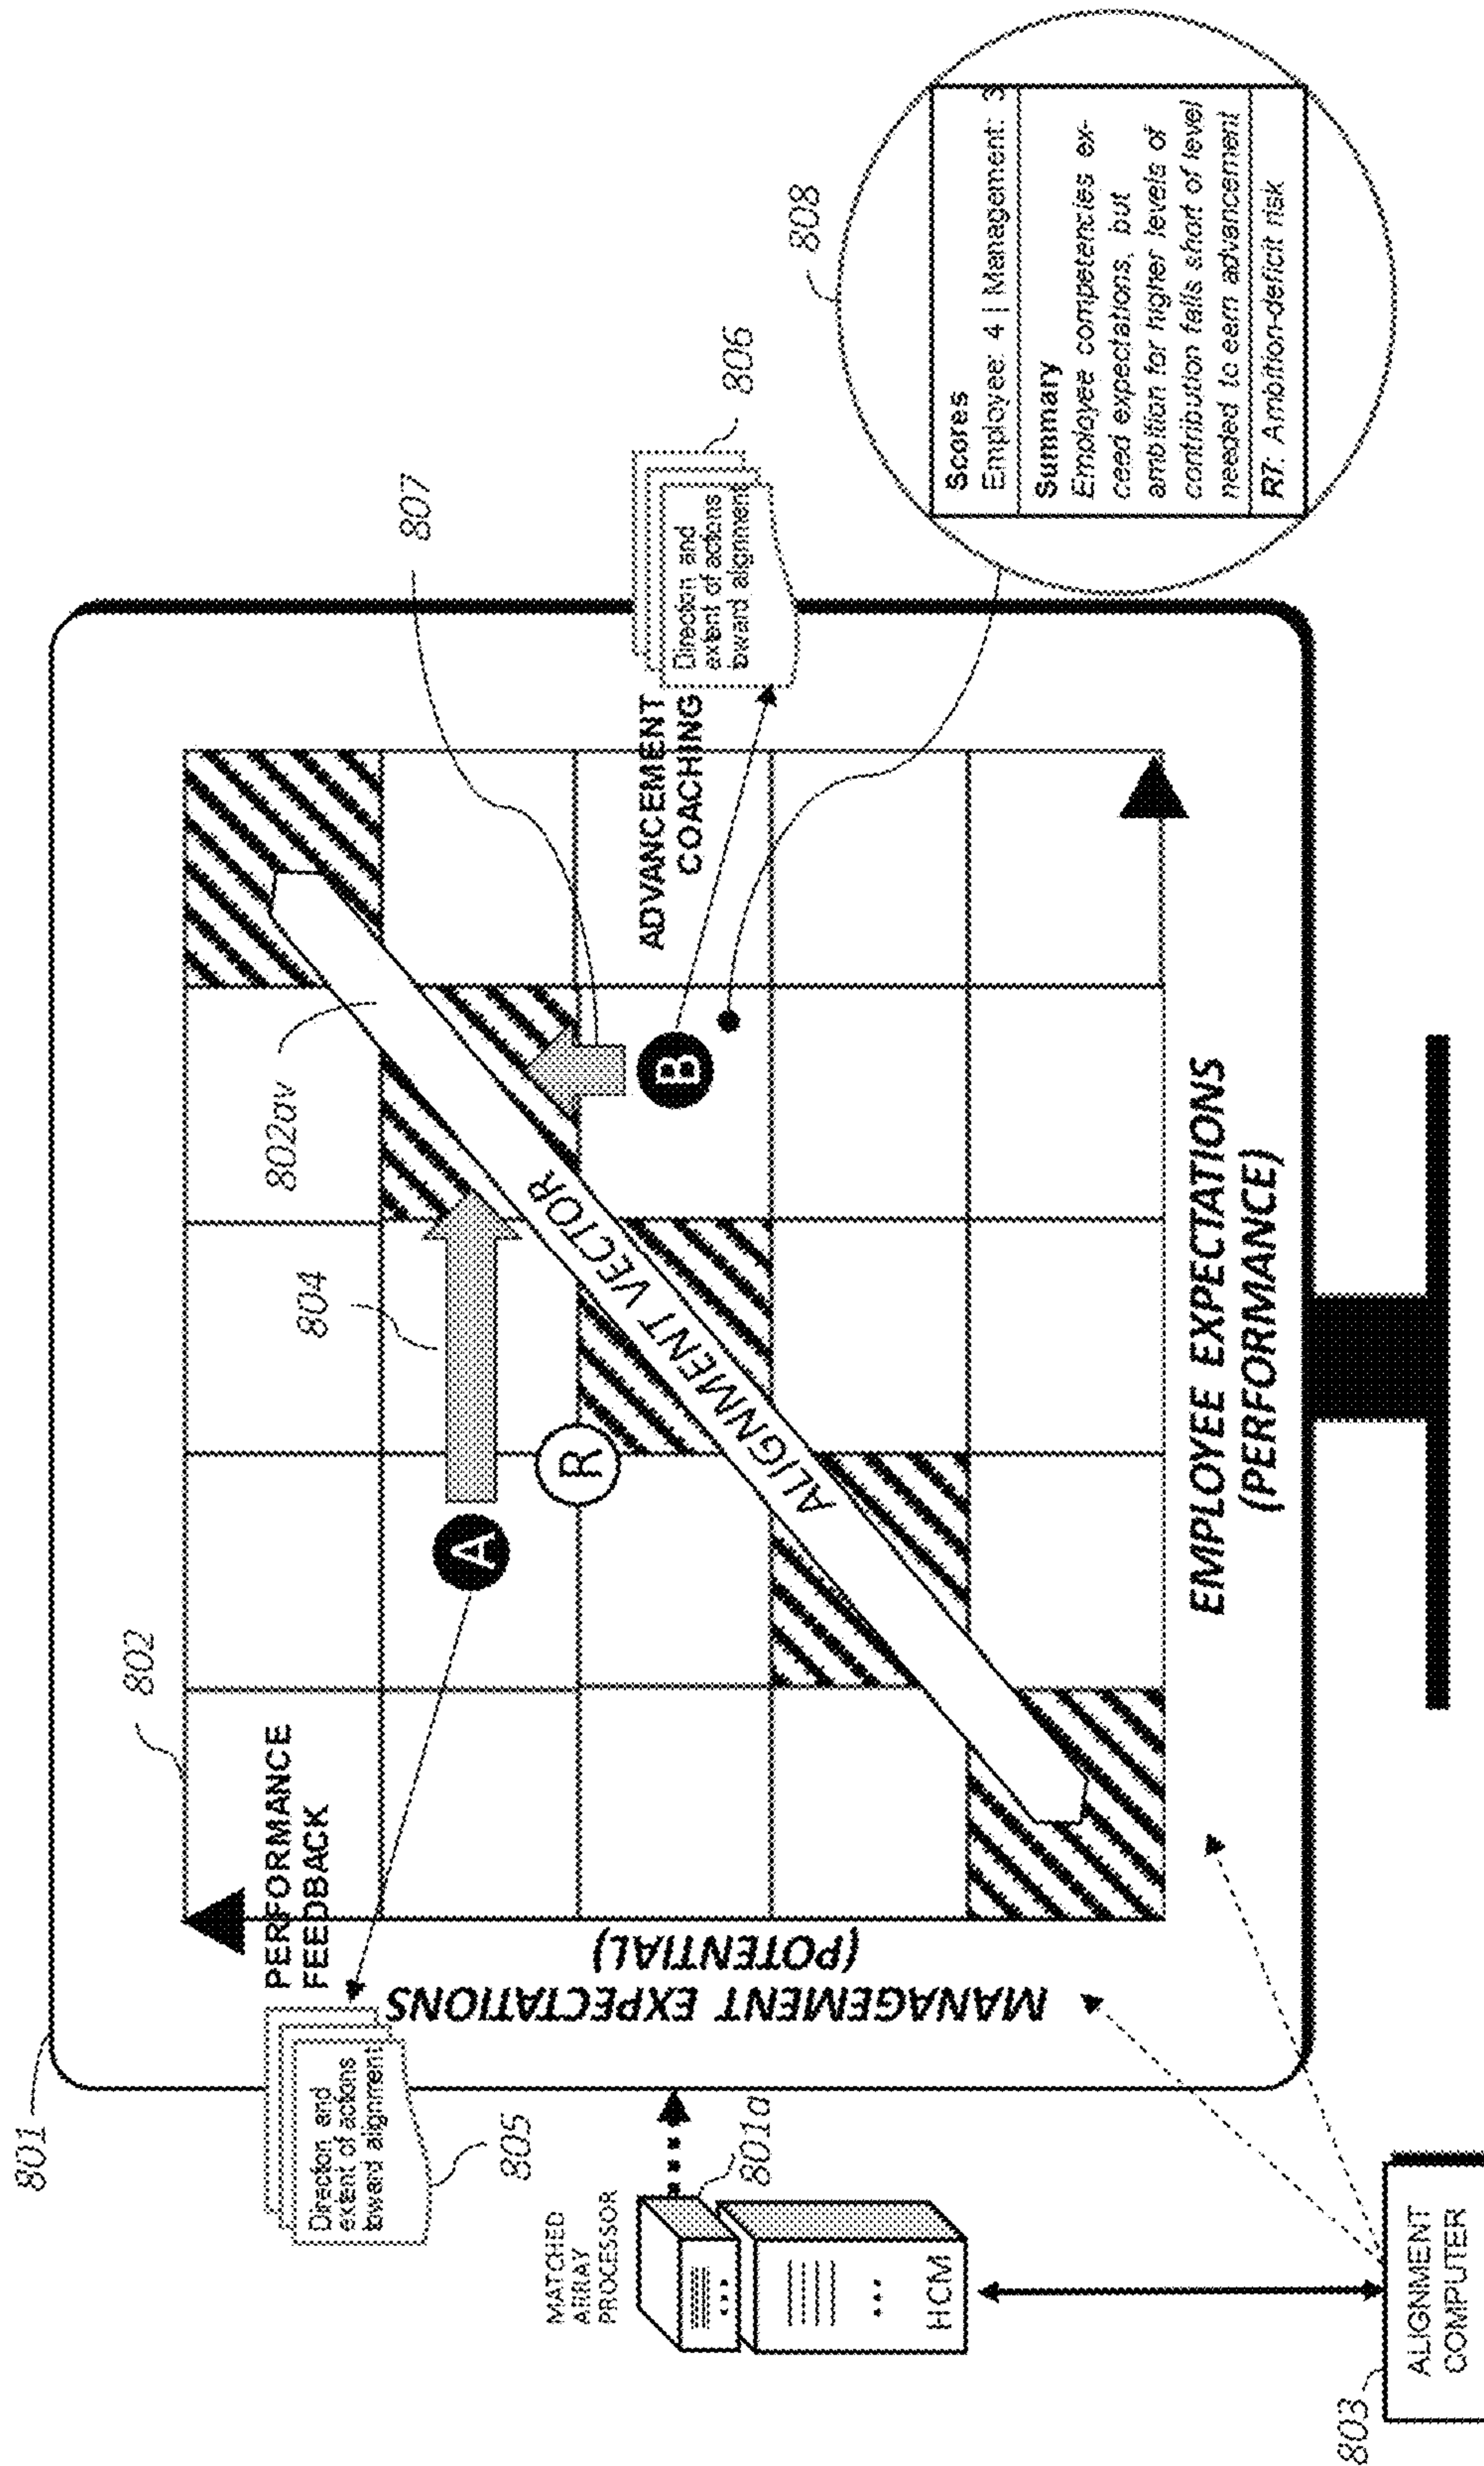 801
802
PERFORMANCE
FEEDBACK
Direction and
extent of actions
toward alignment
805
MATCHED
ARRAY
PROCESSOR
801a
HCM
803
ALIGNMENT
COMPUTER
MANAGEMENT EXPECTATIONS
(POTENTIAL)
A
804
R
ALIGNMENT VECTOR
802av
B
807
ADVANCEMENT
COACHING
Direction and
extent of actions
toward alignment
806
EMPLOYEE EXPECTATIONS
(PERFORMANCE)
808
Scores
Employee: 4 | Management: 3
Summary
Employee competencies ex-
ceed expectations, but
ambition for higher levels of
contribution falls short of level
needed to earn advancement
RT: Ambition-deficit risk